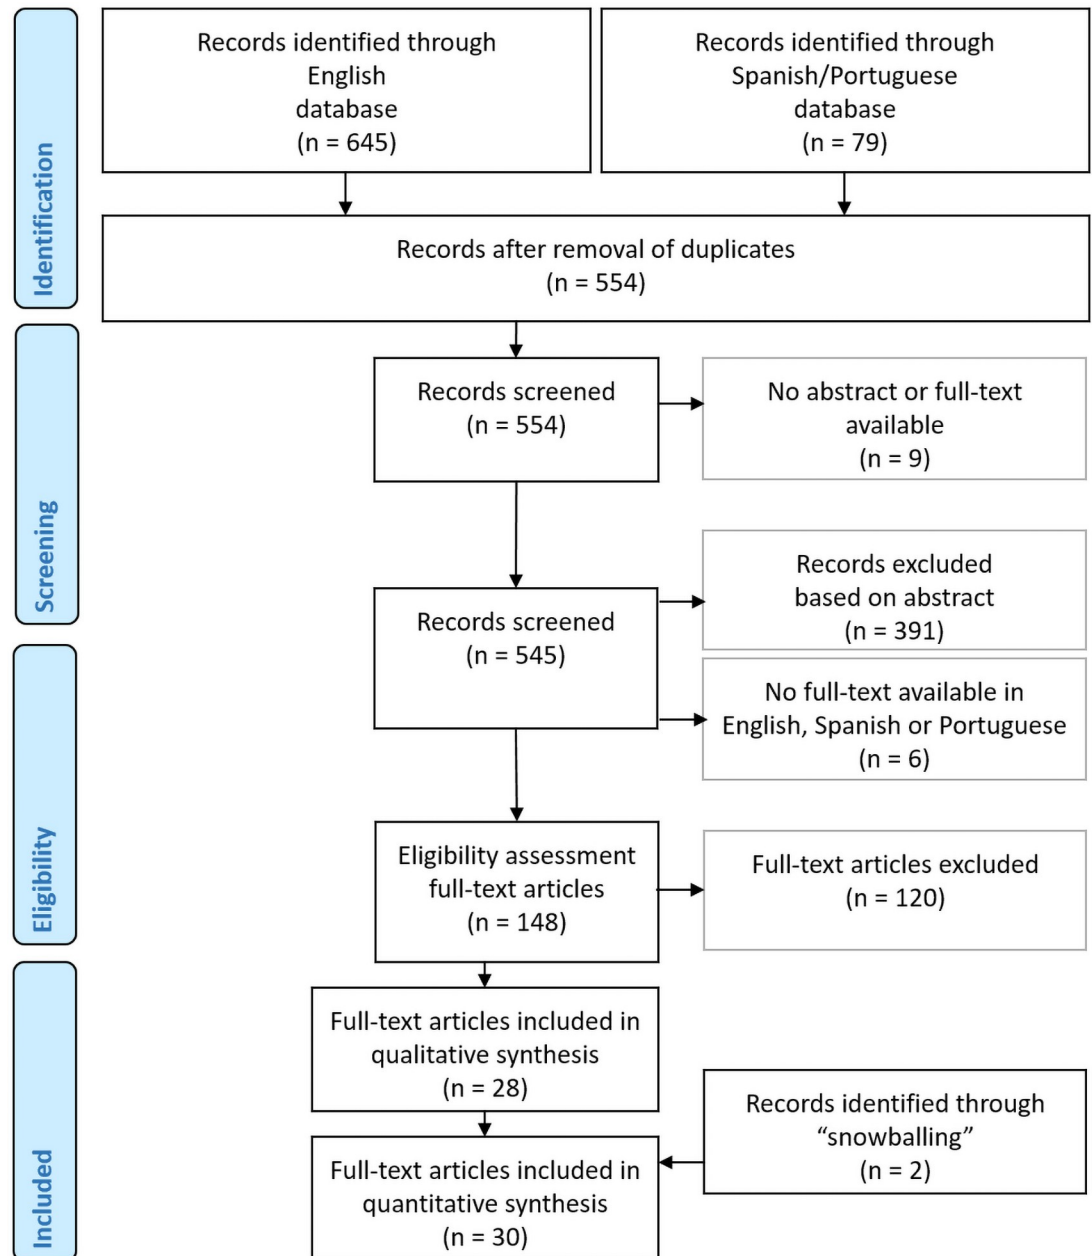 Identification
Records identified through
English
database
(n = 645)
Records identified through
Spanish/Portuguese
database
(n = 79)
Records after removal of duplicates
(n = 554)
Screening
Records screened
(n = 554)
No abstract or full-text
available
(n = 9)
Records screened
(n = 545)
Records excluded
based on abstract
(n = 391)
No full-text available in
English, Spanish or Portuguese
(n = 6)
Eligibility
Eligibility assessment
full-text articles
(n = 148)
Full-text articles excluded
(n = 120)
Included
Full-text articles included in
qualitative synthesis
(n = 28)
Records identified through
“snowballing”
(n = 2)
Full-text articles included in
quantitative synthesis
(n = 30)